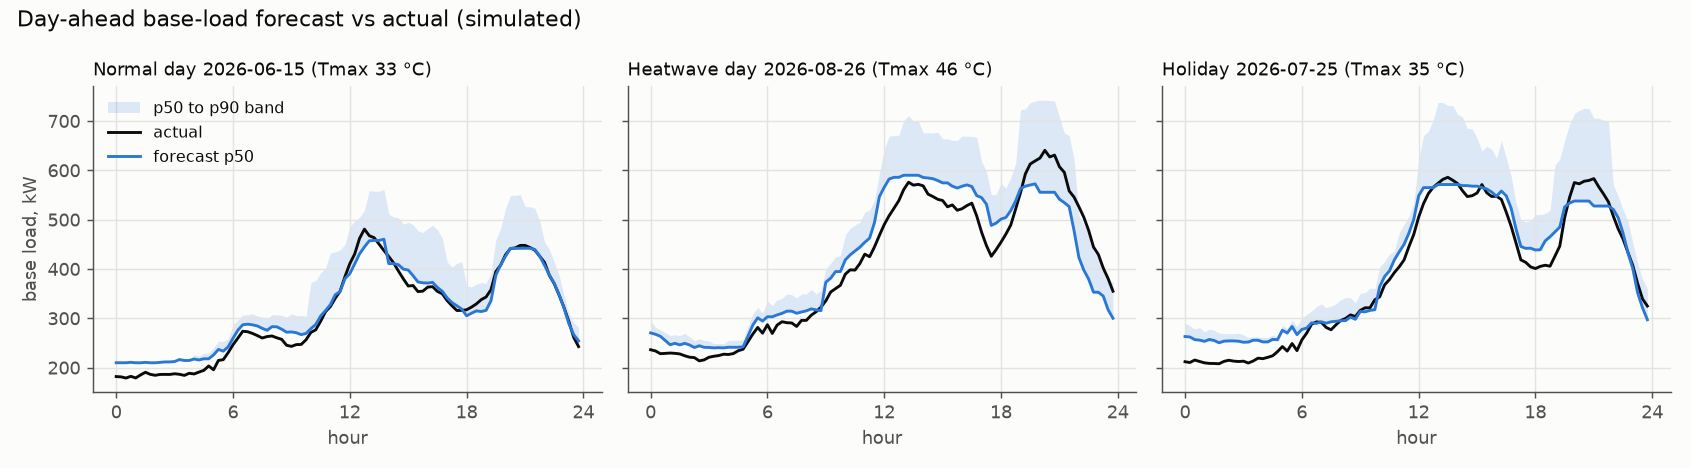 Day-ahead base-load forecast vs actual (simulated)
Normal day 2026-06-15 (Tmax 33 °C)
Heatwave day 2026-08-26 (Tmax 46 °C)
Holiday 2026-07-25 (Tmax 35 °C)
p50 to p90 band
actual
forecast p50
base load, kW
700
600
500
400
300
200
0 6 12 18 24
0 6 12 18 24
0 6 12 18 24
hour
hour
hour